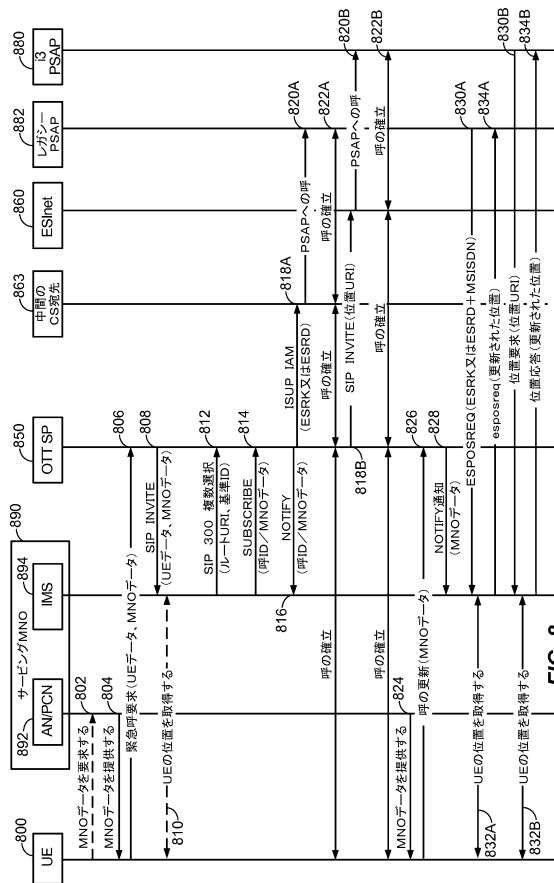 800
UE
890
サービングMNO
892
AN/PCN
894
IMS
850
OTT SP
863
中間の
CS宛先
860
ESInet
882
レガシー
PSAP
880
i3
PSAP
802
MNOデータを要求する
804
MNOデータを提供する
806
緊急呼要求(UEデータ、MNOデータ)
808
SIP INVITE
(UEデータ、MNOデータ)
810
UEの位置を取得する
812
SIP 300 複数選択
(ルートURI、基準ID)
814
SUBSCRIBE
(呼ID/MNOデータ)
816
NOTIFY
(呼ID/MNOデータ)
818A
ISUP IAM
(ESRK又はESRD)
820A
PSAPへの呼
822A
呼の確立
呼の確立
呼の確立
818B
SIP INVITE(位置URI)
820B
PSAPへの呼
822B
呼の確立
呼の確立
呼の確立
824
MNOデータを提供する
826
呼の更新(MNOデータ)
828
NOTIFY通知
(MNOデータ)
830A
ESPOSREQ(ESRK又はESRD+MSISDN)
832A
UEの位置を取得する
834A
esposreq(更新された位置)
830B
位置要求(位置URI)
832B
UEの位置を取得する
834B
位置応答(更新された位置)